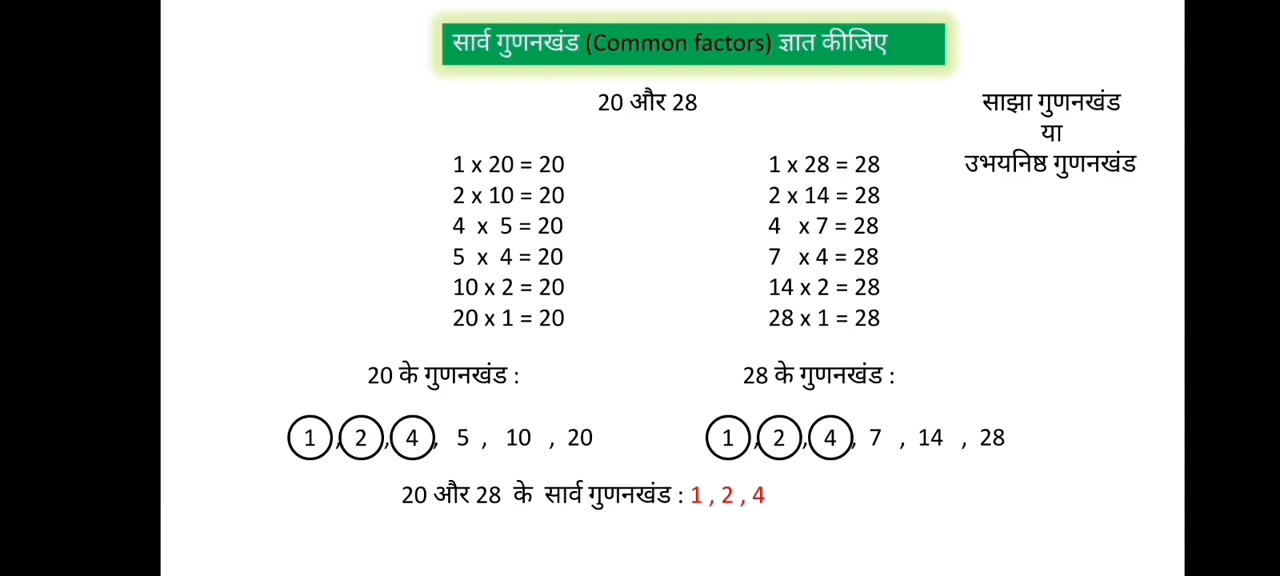 सार्व गुणनखंड (Common factors) ज्ञात कीजिए
20 और 28
साझा गुणनखंड
या
उभयनिष्ठ गुणनखंड
1 x 20 = 20
2 x 10 = 20
4 x 5 = 20
5 x 4 = 20
10 x 2 = 20
20 x 1 = 20
1 x 28 = 28
2 x 14 = 28
4 x 7 = 28
7 x 4 = 28
14 x 2 = 28
28 x 1 = 28
20 के गुणनखंड :
1 , 2 , 4 , 5 , 10 , 20
28 के गुणनखंड :
1 , 2 , 4 , 7 , 14 , 28
20 और 28 के सार्व गुणनखंड : 1 , 2 , 4